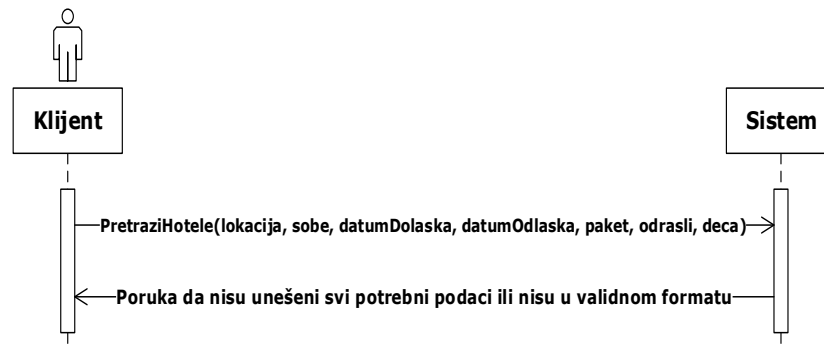 Klijent
Sistem
PretraziHotele(lokacija, sobe, datumDolaska, datumOdlaska, paket, odrasli, deca)
Poruka da nisu unešeni svi potrebni podaci ili nisu u validnom formatu